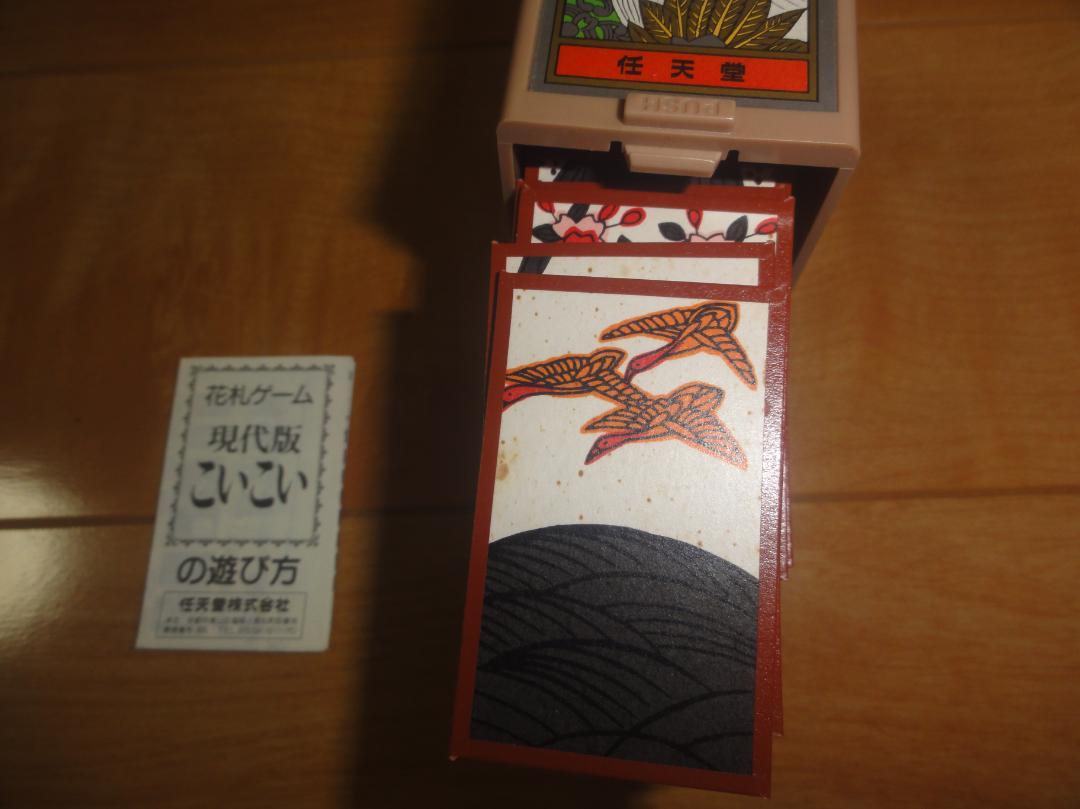 任天堂
PUSH
花札ゲーム
現代版
こいこい
の遊び方
任天堂株式会社